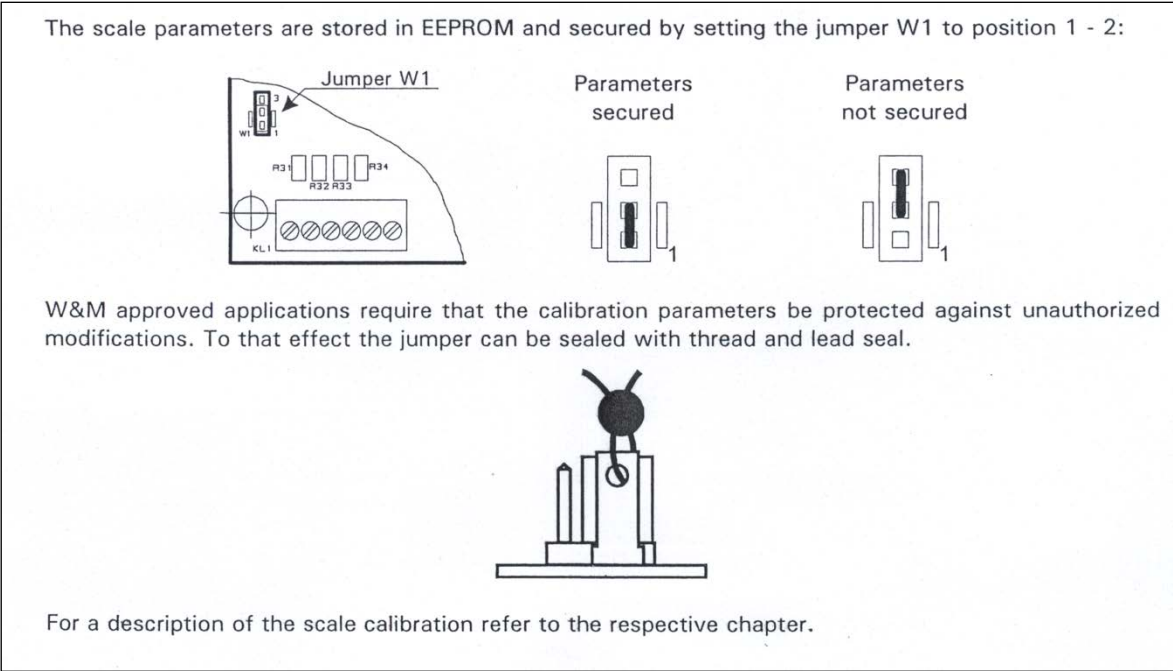 The scale parameters are stored in EEPROM and secured by setting the jumper W1 to position 1 - 2:
Jumper W1
3
W1
1
R31
R34
R32 R33
KL1
Parameters
secured
1
Parameters
not secured
1
W&M approved applications require that the calibration parameters be protected against unauthorized
modifications. To that effect the jumper can be sealed with thread and lead seal.
For a description of the scale calibration refer to the respective chapter.